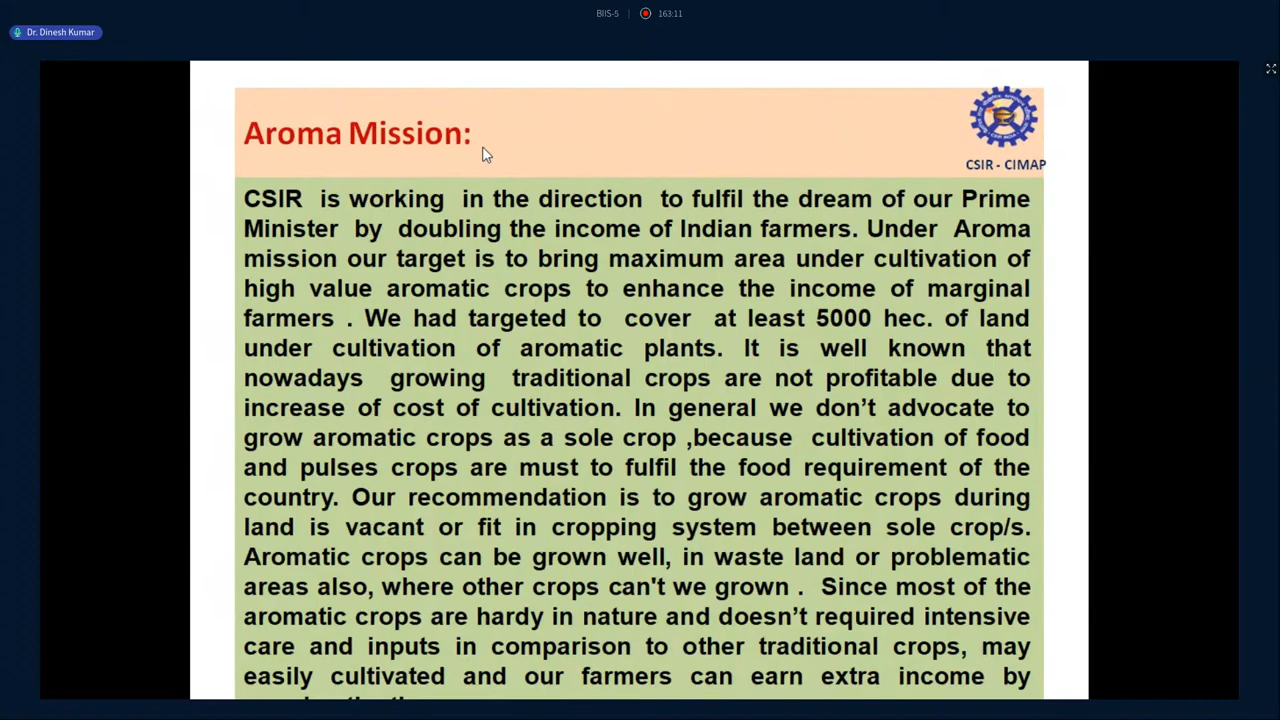 BIIS-5 | 163:11
Dr. Dinesh Kumar
Aroma Mission:
CSIR - CIMAP
CSIR is working in the direction to fulfil the dream of our Prime
Minister by doubling the income of Indian farmers. Under Aroma
mission our target is to bring maximum area under cultivation of
high value aromatic crops to enhance the income of marginal
farmers . We had targeted to cover at least 5000 hec. of land
under cultivation of aromatic plants. It is well known that
nowadays growing traditional crops are not profitable due to
increase of cost of cultivation. In general we don’t advocate to
grow aromatic crops as a sole crop ,because cultivation of food
and pulses crops are must to fulfil the food requirement of the
country. Our recommendation is to grow aromatic crops during
land is vacant or fit in cropping system between sole crop/s.
Aromatic crops can be grown well, in waste land or problematic
areas also, where other crops can't we grown . Since most of the
aromatic crops are hardy in nature and doesn’t required intensive
care and inputs in comparison to other traditional crops, may
easily cultivated and our farmers can earn extra income by